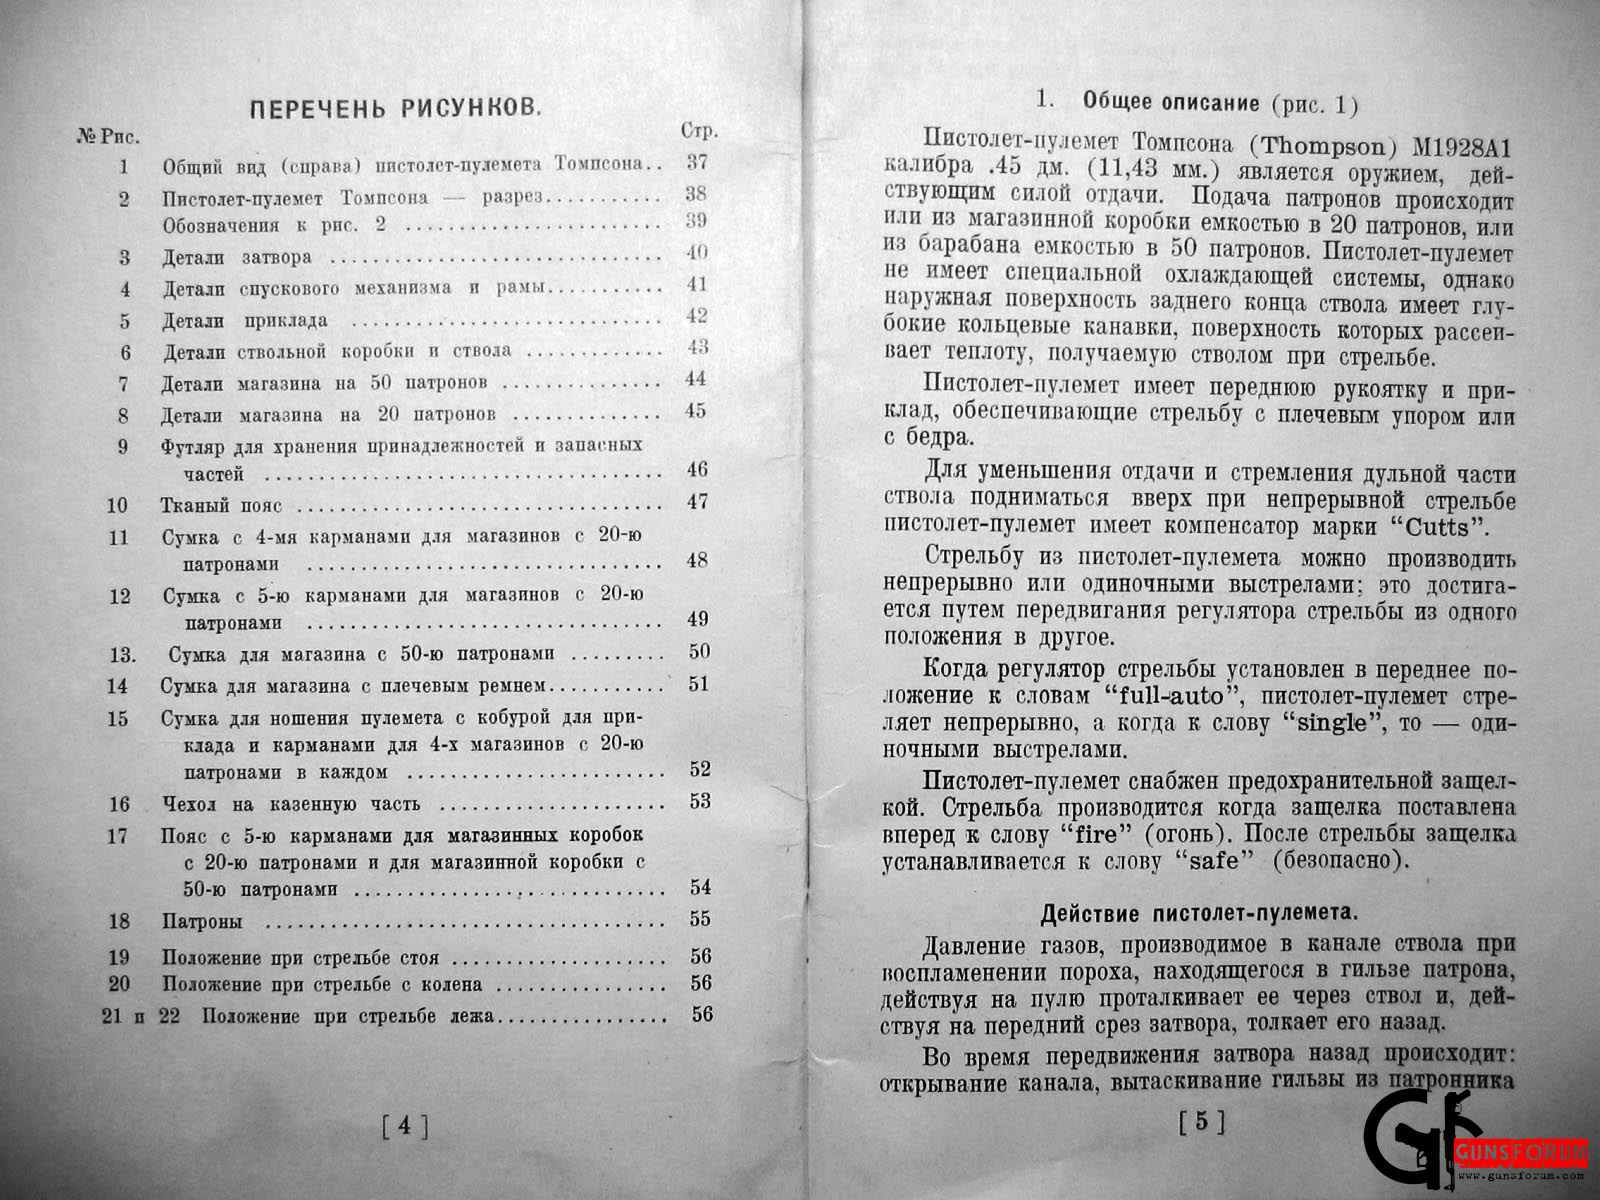 ПЕРЕЧЕНЬ РИСУНКОВ.
№ Рис. Стр.
1 Общий вид (справа) пистолет-пулемета Томпсона.. 37
2 Пистолет-пулемет Томпсона — разрез........... 38
Обозначения к рис. 2 ........................ 39
3 Детали затвора ............................... 40
4 Детали спускового механизма и рамы........... 41
5 Детали приклада ............................. 42
6 Детали ствольной коробки и ствола ............. 43
7 Детали магазина на 50 патронов ............... 44
8 Детали магазина на 20 патронов .............. 45
9 Футляр для хранения принадлежностей и запасных
частей ..................................... 46
10 Тканый пояс .................................. 47
11 Сумка с 4-мя карманами для магазинов с 20-ю
патронами ................................. 48
12 Сумка с 5-ю карманами для магазинов с 20-ю
патронами ................................. 49
13. Сумка для магазина с 50-ю патронами ......... 50
14 Сумка для магазина с плечевым ремнем........... 51
15 Сумка для ношения пулемета с кобурой для при-
клада и карманами для 4-х магазинов с 20-ю
патронами в каждом ........................ 52
16 Чехол на казенную часть ..................... 53
17 Пояс с 5-ю карманами для магазинных коробок
с 20-ю патронами и для магазинной коробки с
50-ю патронами ............................. 54
18 Патроны ..................................... 55
19 Положение при стрельбе стоя .................... 56
20 Положение при стрельбе с колена ................ 56
21 и 22 Положение при стрельбе лежа................ 56
[ 4 ]
1. Общее описание (рис. 1)
Пистолет-пулемет Томпсона (Thompson) М1928А1
калибра .45 дм. (11,43 мм.) является оружием, дей-
ствующим силой отдачи. Подача патронов происходит
или из магазинной коробки емкостью в 20 патронов, или
из барабана емкостью в 50 патронов. Пистолет-пулемет
не имеет специальной охлаждающей системы, однако
наружная поверхность заднего конца ствола имеет глу-
бокие кольцевые канавки, поверхность которых рассеи-
вает теплоту, получаемую стволом при стрельбе.
Пистолет-пулемет имеет переднюю рукоятку и при-
клад, обеспечивающие стрельбу с плечевым упором или
с бедра.
Для уменьшения отдачи и стремления дульной части
ствола подниматься вверх при непрерывной стрельбе
пистолет-пулемет имеет компенсатор марки “Cutts”.
Стрельбу из пистолет-пулемета можно производить
непрерывно или одиночными выстрелами; это достига-
ется путем передвигания регулятора стрельбы из одного
положения в другое.
Когда регулятор стрельбы установлен в переднее по-
ложение к словам “full-auto”, пистолет-пулемет стре-
ляет непрерывно, а когда к слову “single”, то — оди-
ночными выстрелами.
Пистолет-пулемет снабжен предохранительной защел-
кой. Стрельба производится когда защелка поставлена
вперед к слову “fire” (огонь). После стрельбы защелка
устанавливается к слову “safe” (безопасно).
Действие пистолет-пулемета.
Давление газов, производимое в канале ствола при
воспламенении пороха, находящегося в гильзе патрона,
действуя на пулю проталкивает ее через ствол и, дей-
ствуя на передний срез затвора, толкает его назад.
Во время передвижения затвора назад происходит:
открывание канала, вытаскивание гильзы из патронника
[ 5 ]
GUNSFORUM
www.gunsforum.com